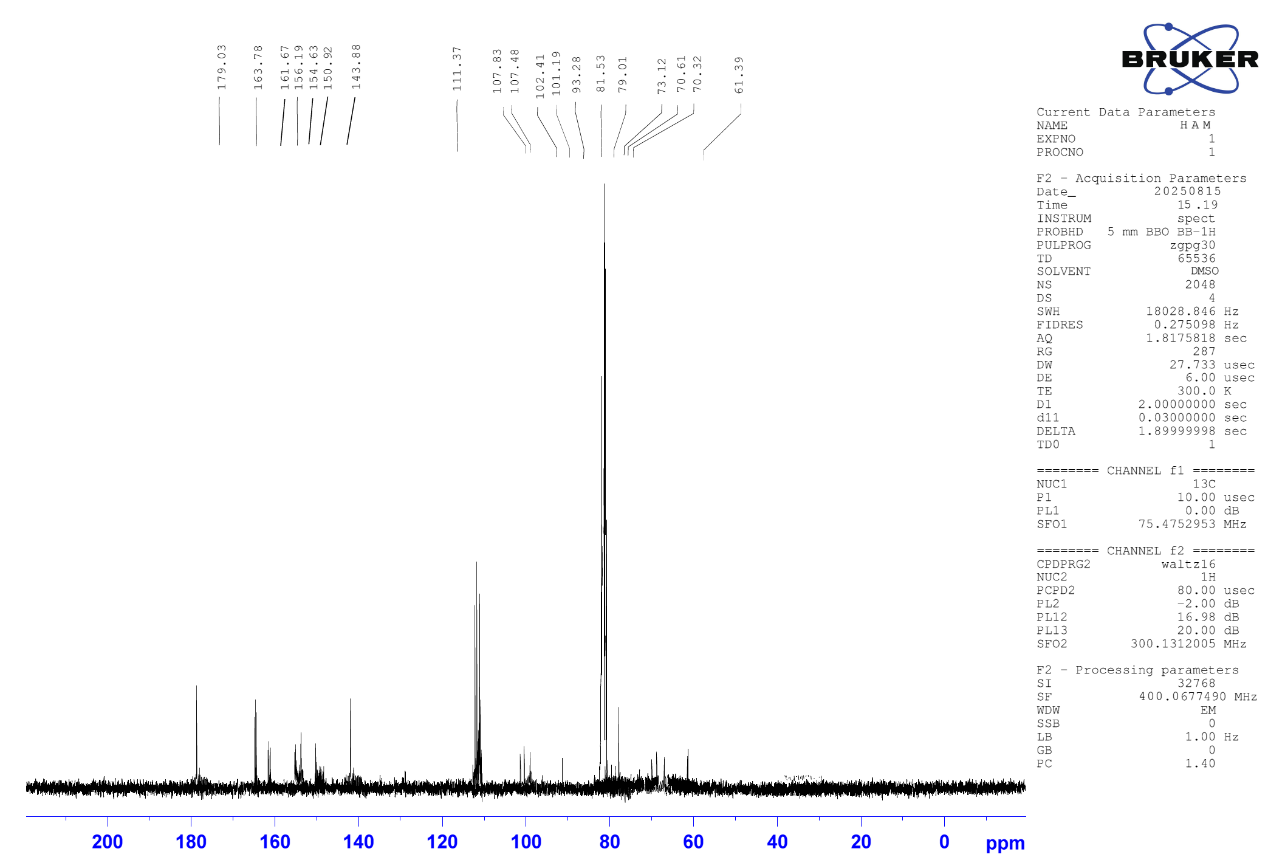 179.03
163.78
161.67
156.19
154.63
150.92
143.88
111.37
107.83
107.48
102.41
101.19
93.28
81.53
79.01
73.12
70.61
70.32
61.39
BRUKER
Current Data Parameters
NAME HAM
EXPNO 1
PROCNO 1
F2 - Acquisition Parameters
Date_ 20250815
Time 15.19
INSTRUM spect
PROBHD 5 mm BBO BB-1H
PULPROG zgpg30
TD 65536
SOLVENT DMSO
NS 2048
DS 4
SWH 18028.846 Hz
FIDRES 0.275098 Hz
AQ 1.8175818 sec
RG 287
DW 27.733 usec
DE 6.00 usec
TE 300.0 K
D1 2.00000000 sec
d11 0.03000000 sec
DELTA 1.89999998 sec
TD0 1
======== CHANNEL f1 ========
NUC1 13C
P1 10.00 usec
PL1 0.00 dB
SFO1 75.4752953 MHz
======== CHANNEL f2 ========
CPDPRG2 waltz16
NUC2 1H
PCPD2 80.00 usec
PL2 -2.00 dB
PL12 16.98 dB
PL13 20.00 dB
SFO2 300.1312005 MHz
F2 - Processing parameters
SI 32768
SF 400.0677490 MHz
WDW EM
SSB 0
LB 1.00 Hz
GB 0
PC 1.40
200 180 160 140 120 100 80 60 40 20 0 ppm